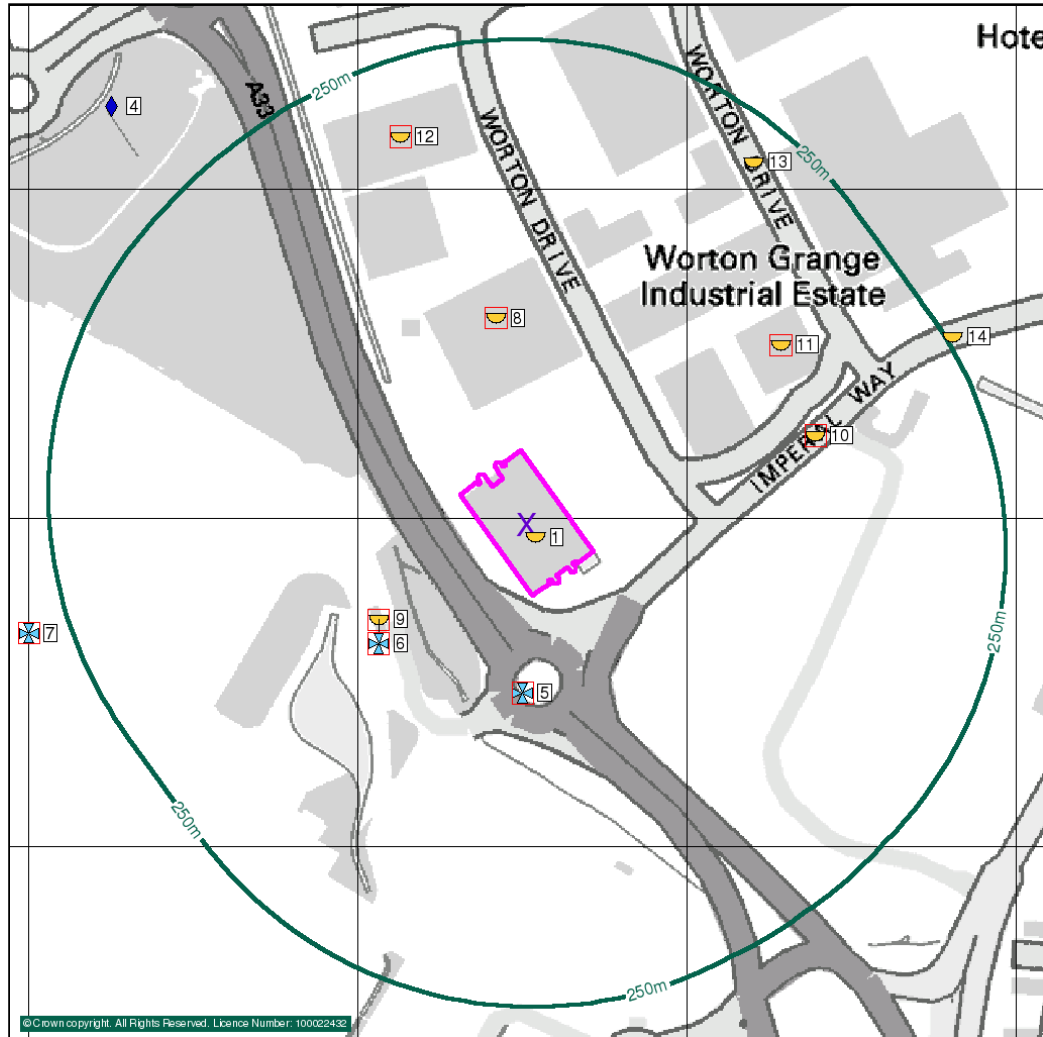 Hote
A33
250m
4
12
WORTON DRIVE
WORTON DRIVE
13
250m
Worton Grange
Industrial Estate
8
11
14
IMPERIAL WAY
10
X
1
9
6
7
5
250m
250m
250m
© Crown copyright. All Rights Reserved. Licence Number: 100022432